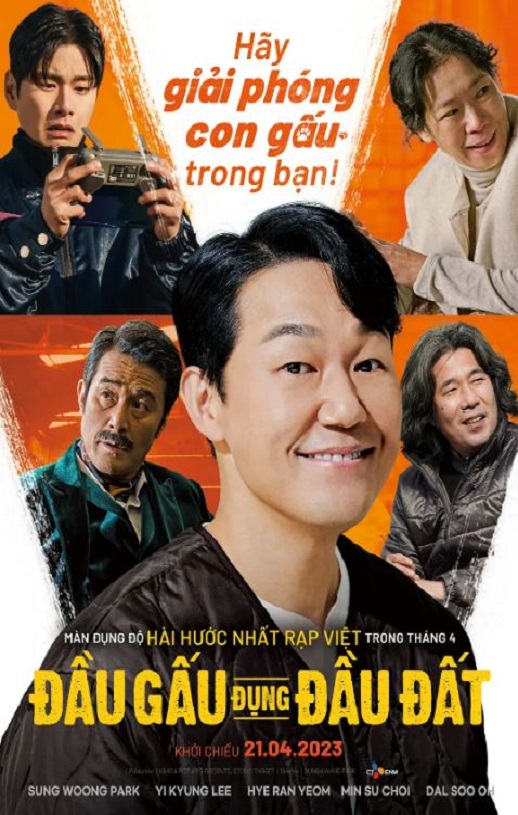 Hãy
giải phóng
con gấu
trong bạn!
MÀN ĐỤNG ĐỘ HÀI HƯỚC NHẤT RẠP VIỆT TRONG THÁNG 4
ĐẦU GẤU ĐỤNG ĐẦU ĐẤT
KHỞI CHIẾU 21.04.2023
CJ ENM
SUNG WOONG PARK YI KYUNG LEE HYE RAN YEOM MIN SU CHOI DAL SOO OH